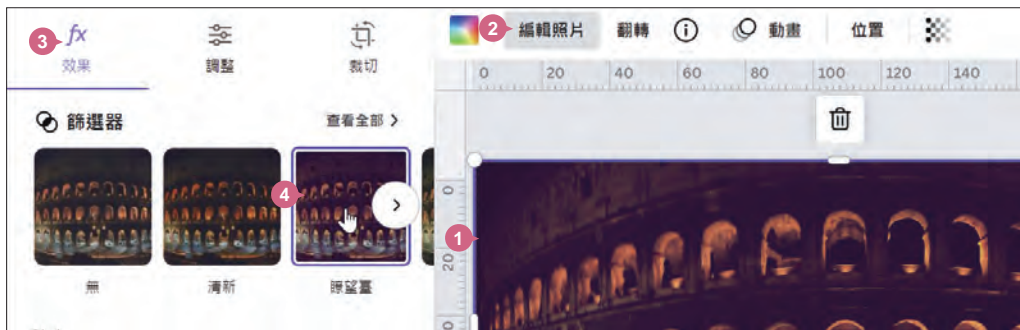 3 fx 效果
調整
裁切
2 編輯照片 翻轉 動畫 位置
0 20 40 60 80 100 120 140
篩選器 查看全部 >
4
無
清新
瞭望臺
1
0
20